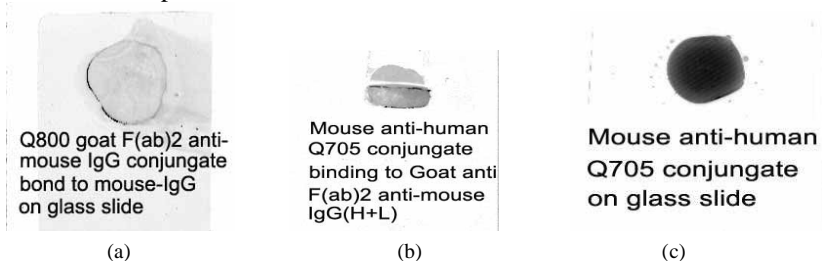 Q800 goat F(ab)2 anti-
mouse IgG conjungate
bond to mouse-IgG
on glass slide
Mouse anti-human
Q705 conjungate
binding to Goat anti
F(ab)2 anti-mouse
IgG(H+L)
Mouse anti-human
Q705 conjungate
on glass slide
(a)
(b)
(c)